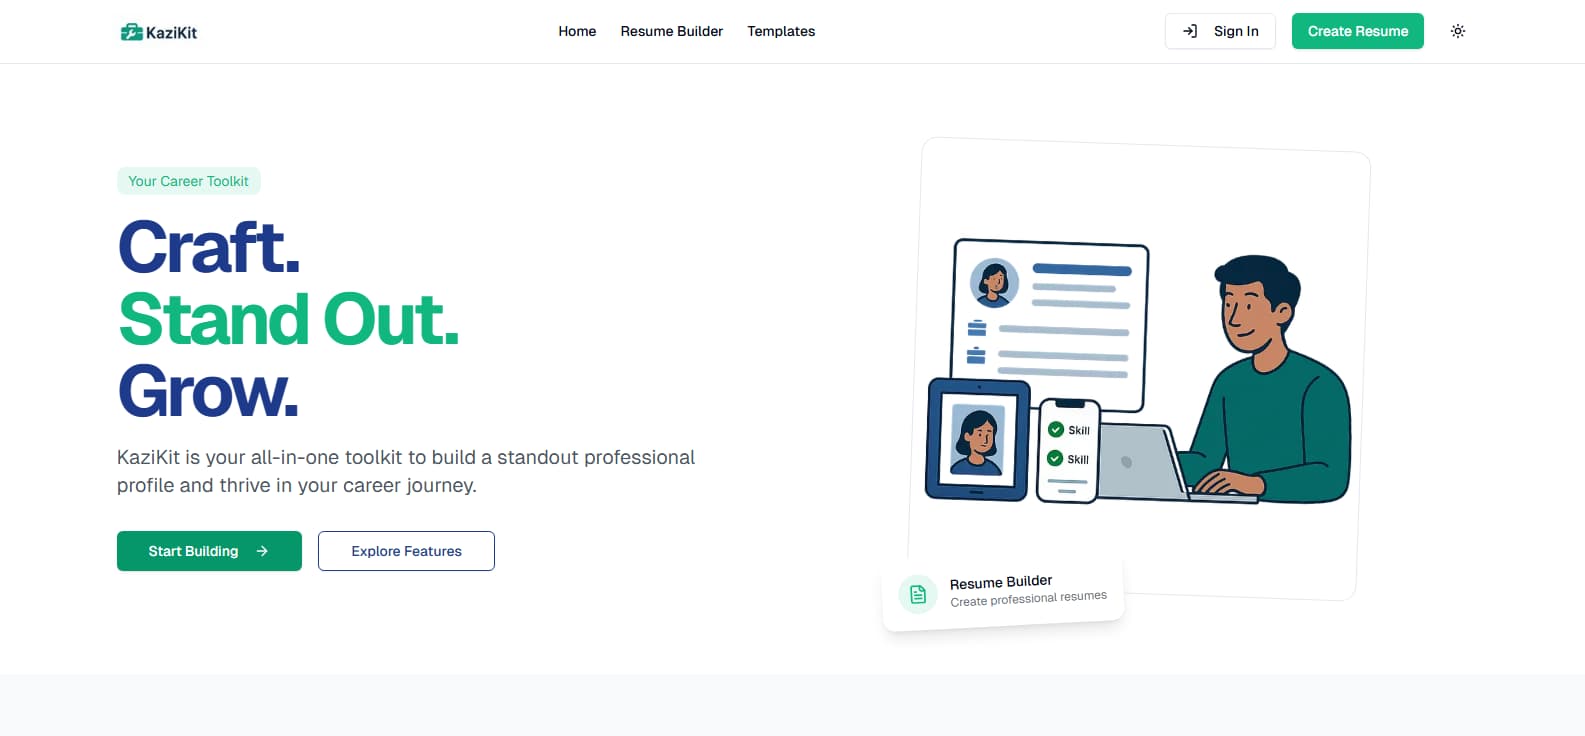 KaziKit
Home
Resume Builder
Templates
Sign In
Create Resume
Your Career Toolkit
Craft.
Stand Out.
Grow.
KaziKit is your all-in-one toolkit to build a standout professional
profile and thrive in your career journey.
Start Building
Explore Features
Skill
Skill
Resume Builder
Create professional resumes